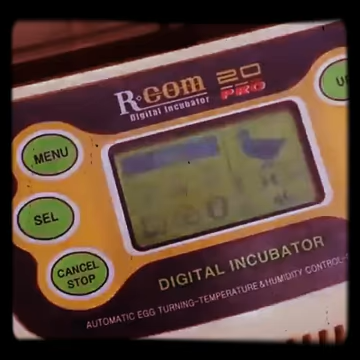 R-COM 20
Digital Incubator PRO
MENU
SEL
CANCEL
STOP
DIGITAL INCUBATOR
AUTOMATIC EGG TURNING-TEMPERATURE & HUMIDITY CONTROL-